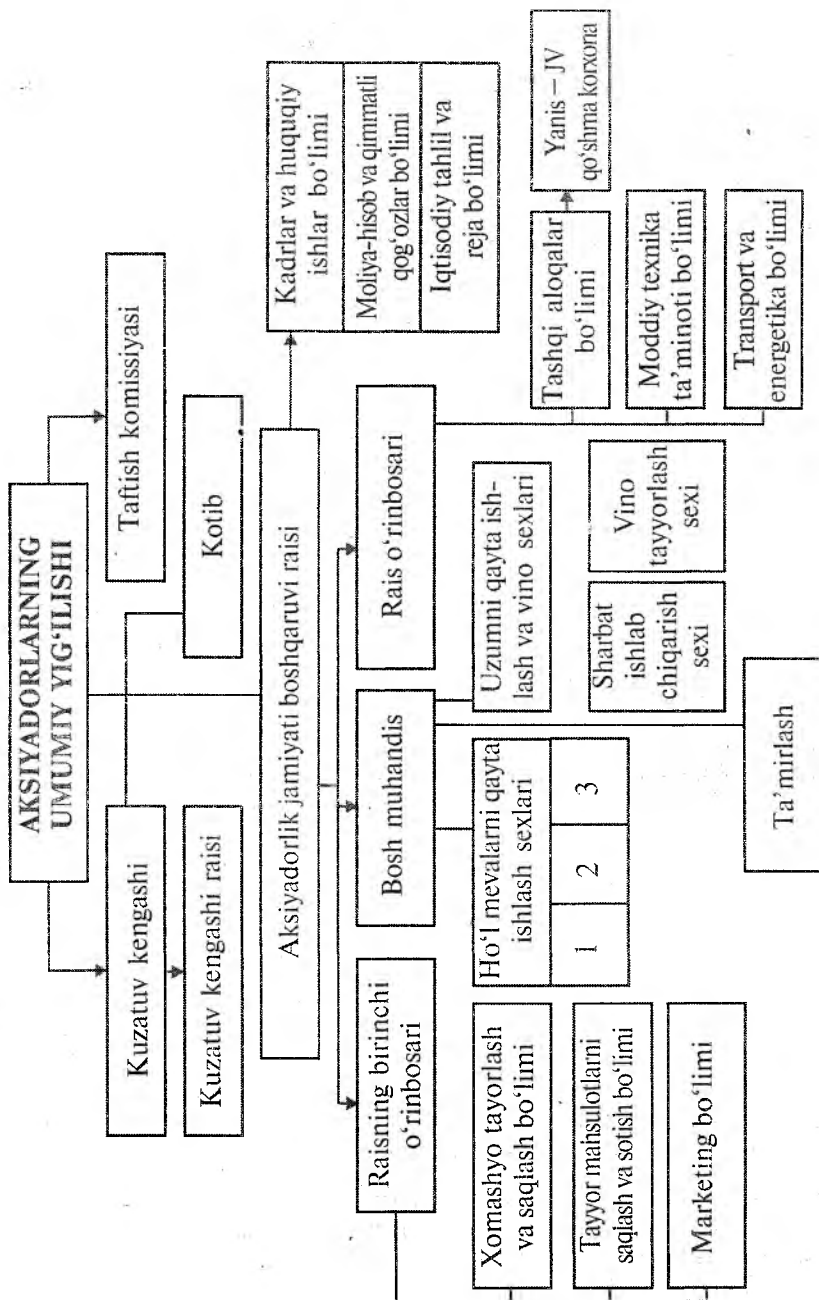 AKSIYADORLARNING
UMUMIY YIG‘ILISHI
Kuzatuv kengashi
Taftish komissiyasi
Kuzatuv kengashi raisi
Kotib
Aksiyadorlik jamiyati boshqaruvi raisi
Kadrlar va huquqiy
ishlar bo‘limi
Moliya-hisob va qimmatli
qog‘ozlar bo‘limi
Iqtisodiy tahlil va
reja bo‘limi
Raisning birinchi
o‘rinbosari
Bosh muhandis
Rais o‘rinbosari
Xomashyo tayorlash
va saqlash bo‘limi
Tayyor mahsulotlarni
saqlash va sotish bo‘limi
Marketing bo‘limi
Ho‘l mevalarni qayta
ishlash sexlari
1 2 3
Uzumni qayta ish-
lash va vino sexlari
Sharbat
ishlab
chiqarish
sexi
Vino
tayyorlash
sexi
Ta’mirlash
Tashqi aloqalar
bo‘limi
Yanis – JV
qo‘shma korxona
Moddiy texnika
ta’minoti bo‘limi
Transport va
energetika bo‘limi